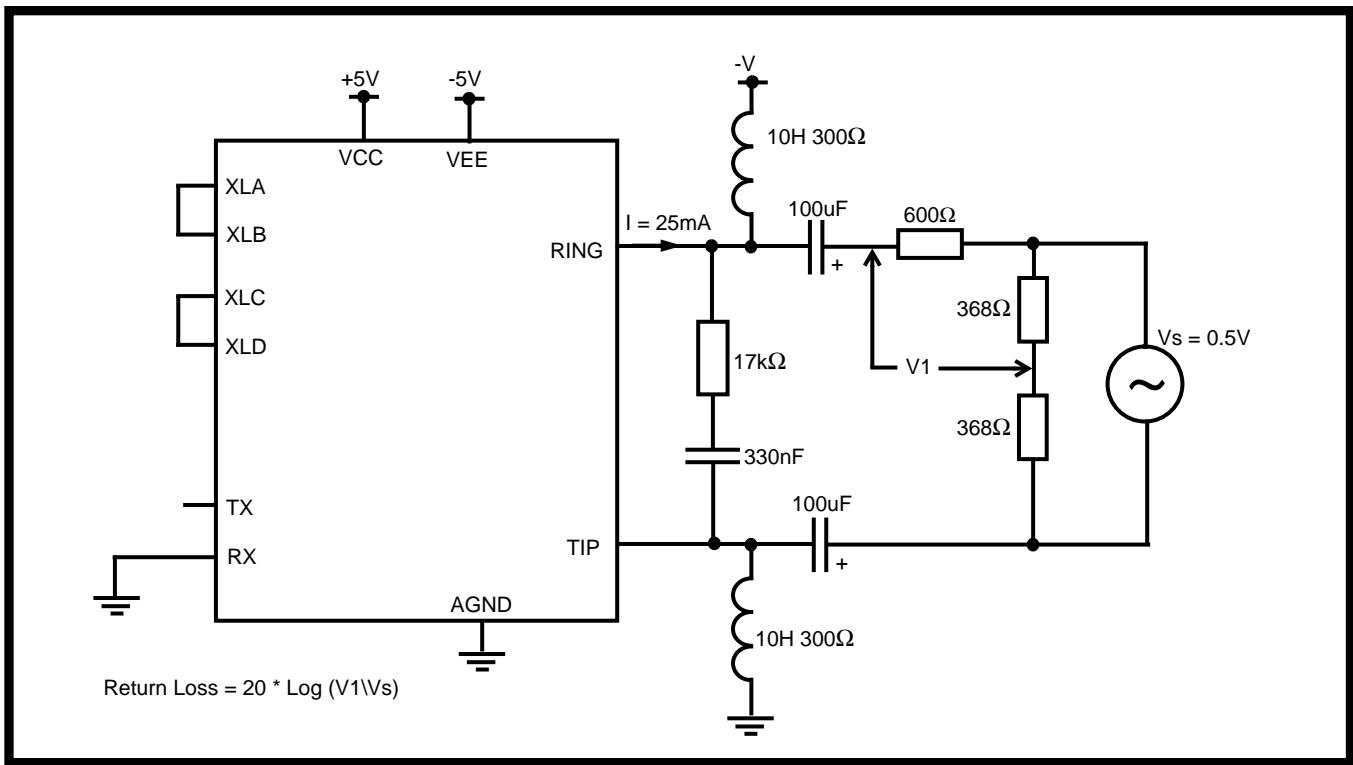 +5V
-5V
-V
VCC
VEE
10H 300Ω
XLA
XLB
I = 25mA
100uF
+
600Ω
RING
XLC
XLD
368Ω
Vs = 0.5V
17kΩ
V1
368Ω
330nF
TX
100uF
+
RX
TIP
AGND
10H 300Ω
Return Loss = 20 * Log (V1\Vs)